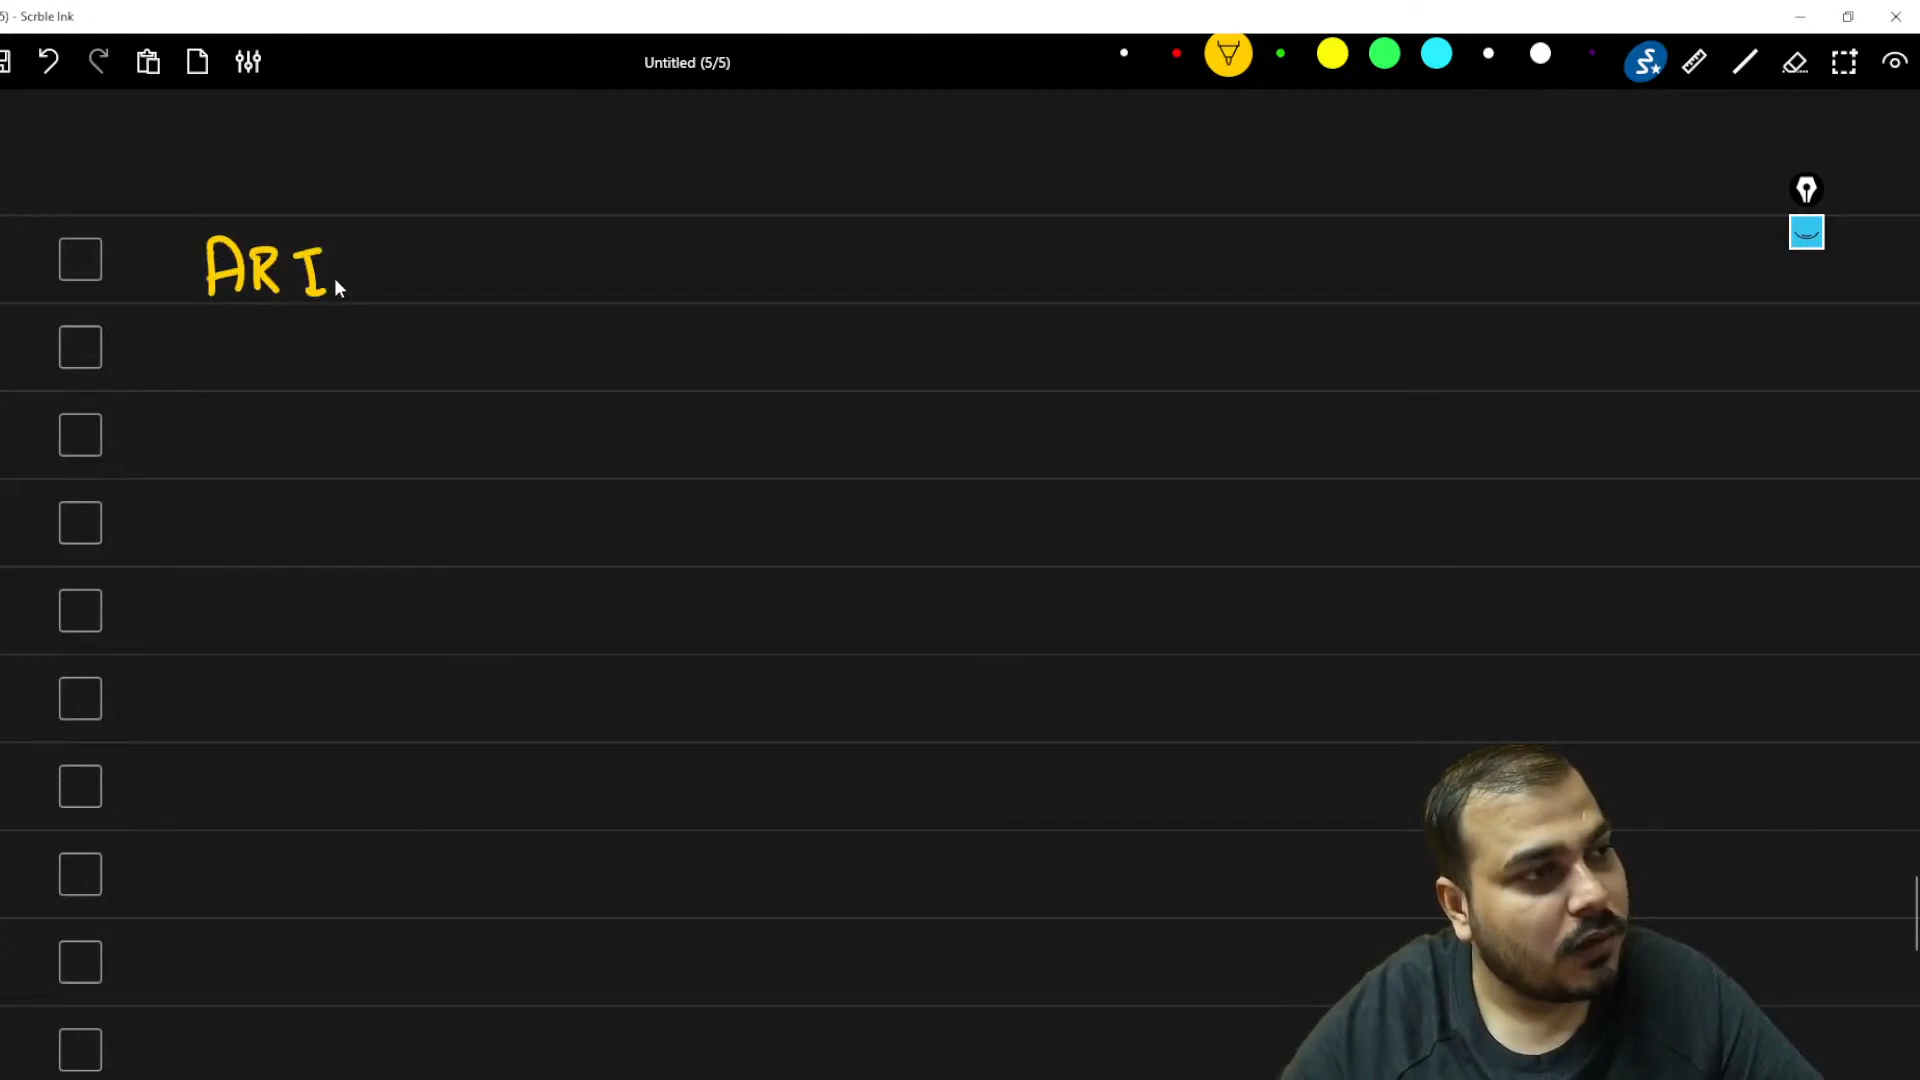 5) - Scrble Ink
Untitled (5/5)
ARI